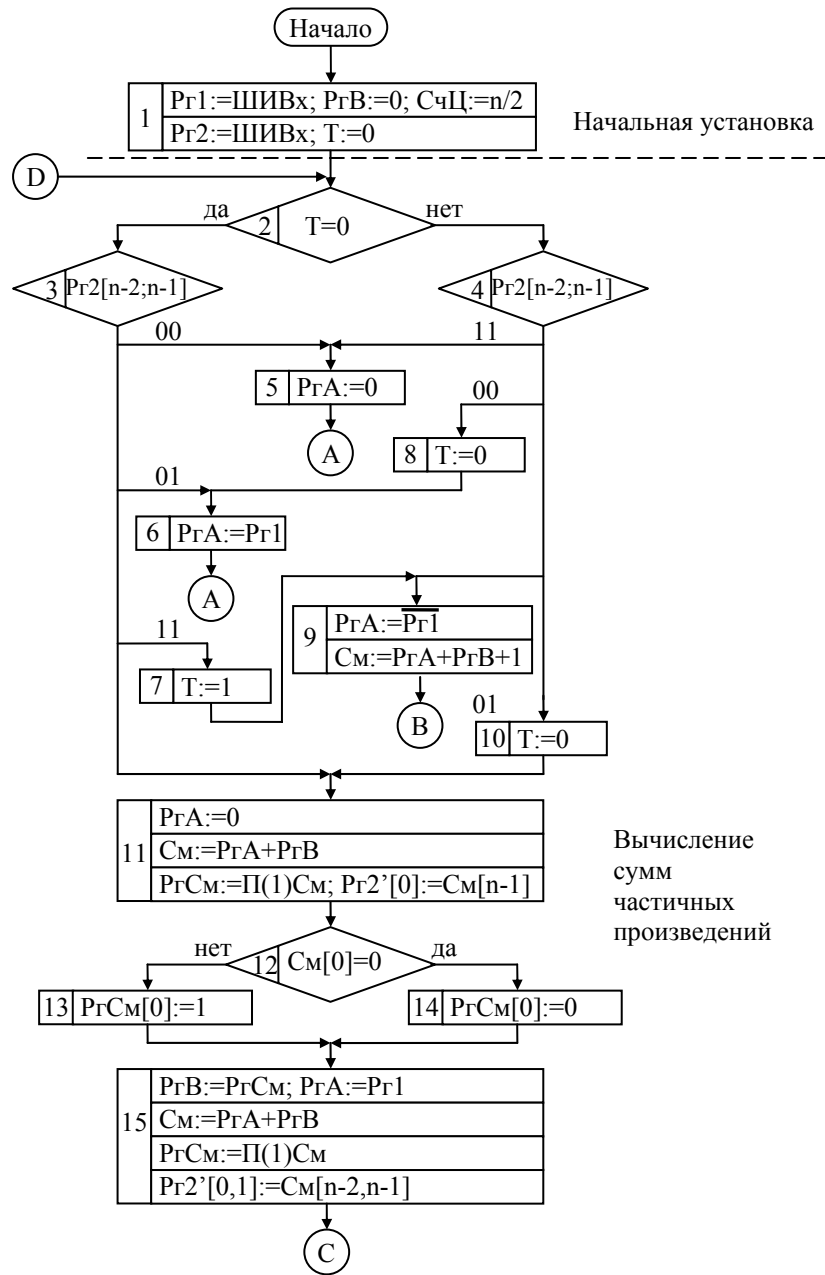 Начало
1
Рг1:=ШИВх; РгВ:=0; СчЦ:=n/2
Рг2:=ШИВх; Т:=0
Начальная установка
D
да
нет
2
Т=0
3
Рг2[n-2;n-1]
4
Рг2[n-2;n-1]
00
11
5
РгА:=0
00
А
8
Т:=0
01
6
РгА:=Рг1
А
9
РгА:=Рг1
См:=РгА+РгВ+1
11
7
Т:=1
В
01
10
Т:=0
11
РгА:=0
См:=РгА+РгВ
РгСм:=П(1)См; Рг2’[0]:=См[n-1]
Вычисление
сумм
частичных
произведений
нет
да
12
См[0]=0
13
РгСм[0]:=1
14
РгСм[0]:=0
15
РгВ:=РгСм; РгА:=Рг1
См:=РгА+РгВ
РгСм:=П(1)См
Рг2’[0,1]:=См[n-2,n-1]
С